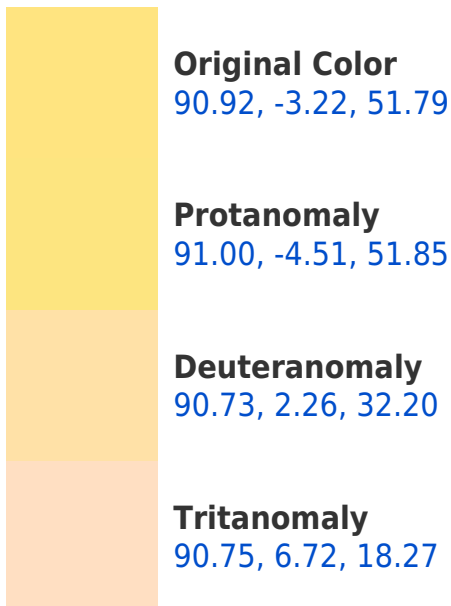 Original Color
90.92, -3.22, 51.79
Protanomaly
91.00, -4.51, 51.85
Deuteranomaly
90.73, 2.26, 32.20
Tritanomaly
90.75, 6.72, 18.27